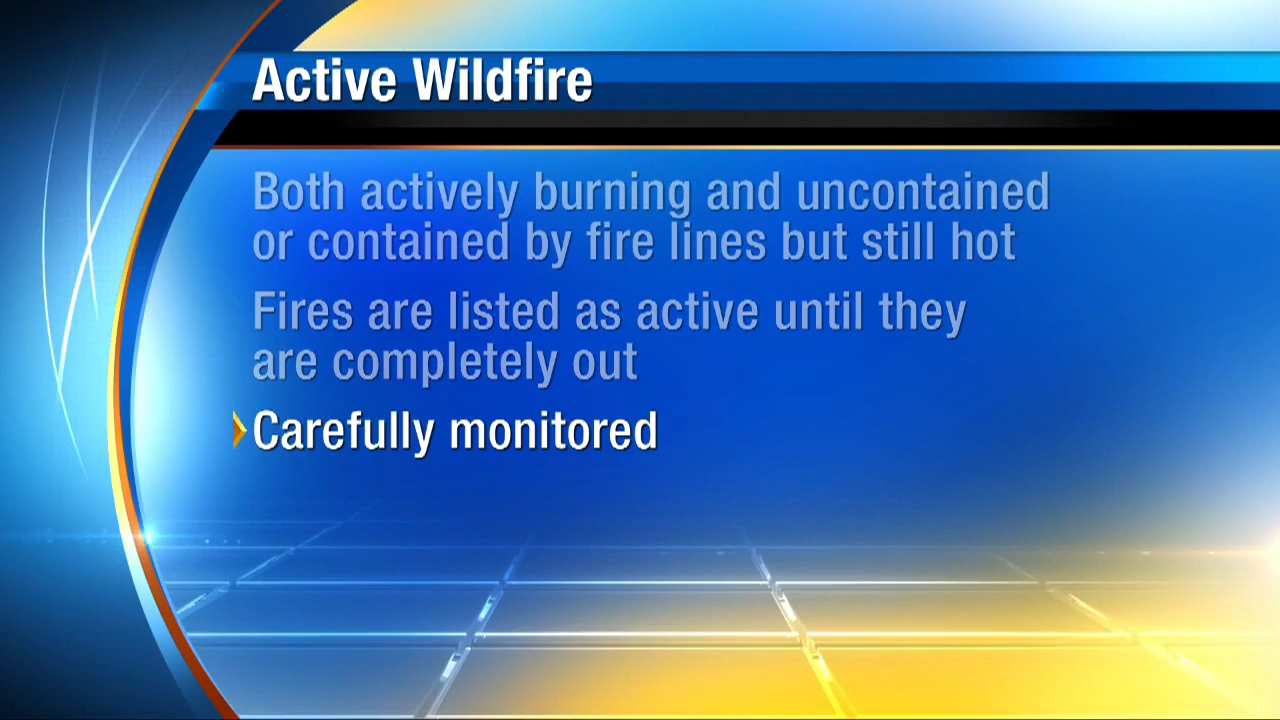 Active Wildfire
Both actively burning and uncontained
or contained by fire lines but still hot
Fires are listed as active until they
are completely out
Carefully monitored